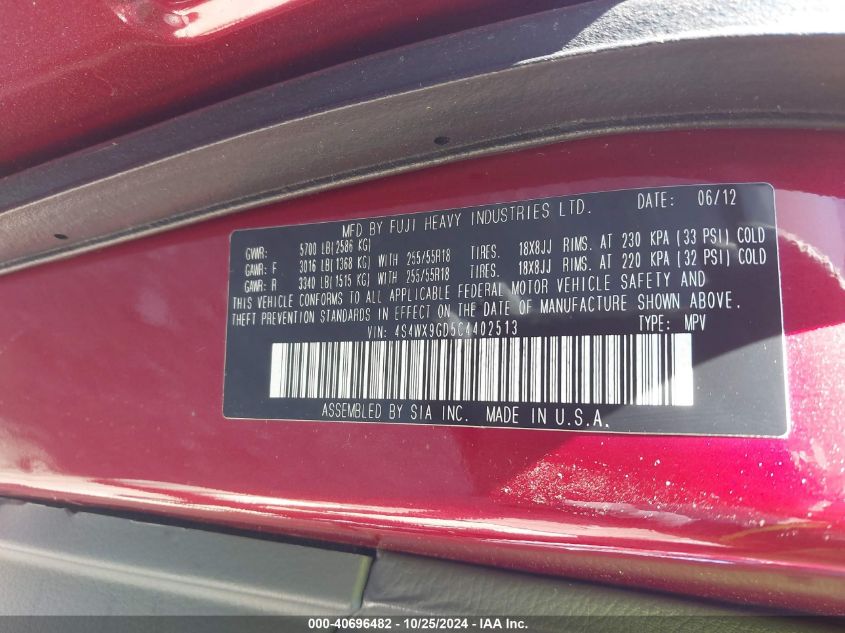 MFD BY FUJI HEAVY INDUSTRIES LTD. DATE: 06/12
GVWR: 5700 LB(2586 KG)
GAWR: F 3016 LB(1368 KG) WITH 255/55R18 TIRES. 18X8JJ RIMS. AT 230 KPA (33 PSI) COLD
GAWR: R 3340 LB(1515 KG) WITH 255/55R18 TIRES. 18X8JJ RIMS. AT 220 KPA (32 PSI) COLD
THIS VEHICLE CONFORMS TO ALL APPLICABLE FEDERAL MOTOR VEHICLE SAFETY AND
THEFT PREVENTION STANDARDS IN EFFECT ON THE DATE OF MANUFACTURE SHOWN ABOVE.
VIN: 4S4WX9GD5C4402513 TYPE: MPV
ASSEMBLED BY SIA INC. MADE IN U.S.A.
000-40696482 - 10/25/2024 - IAA Inc.